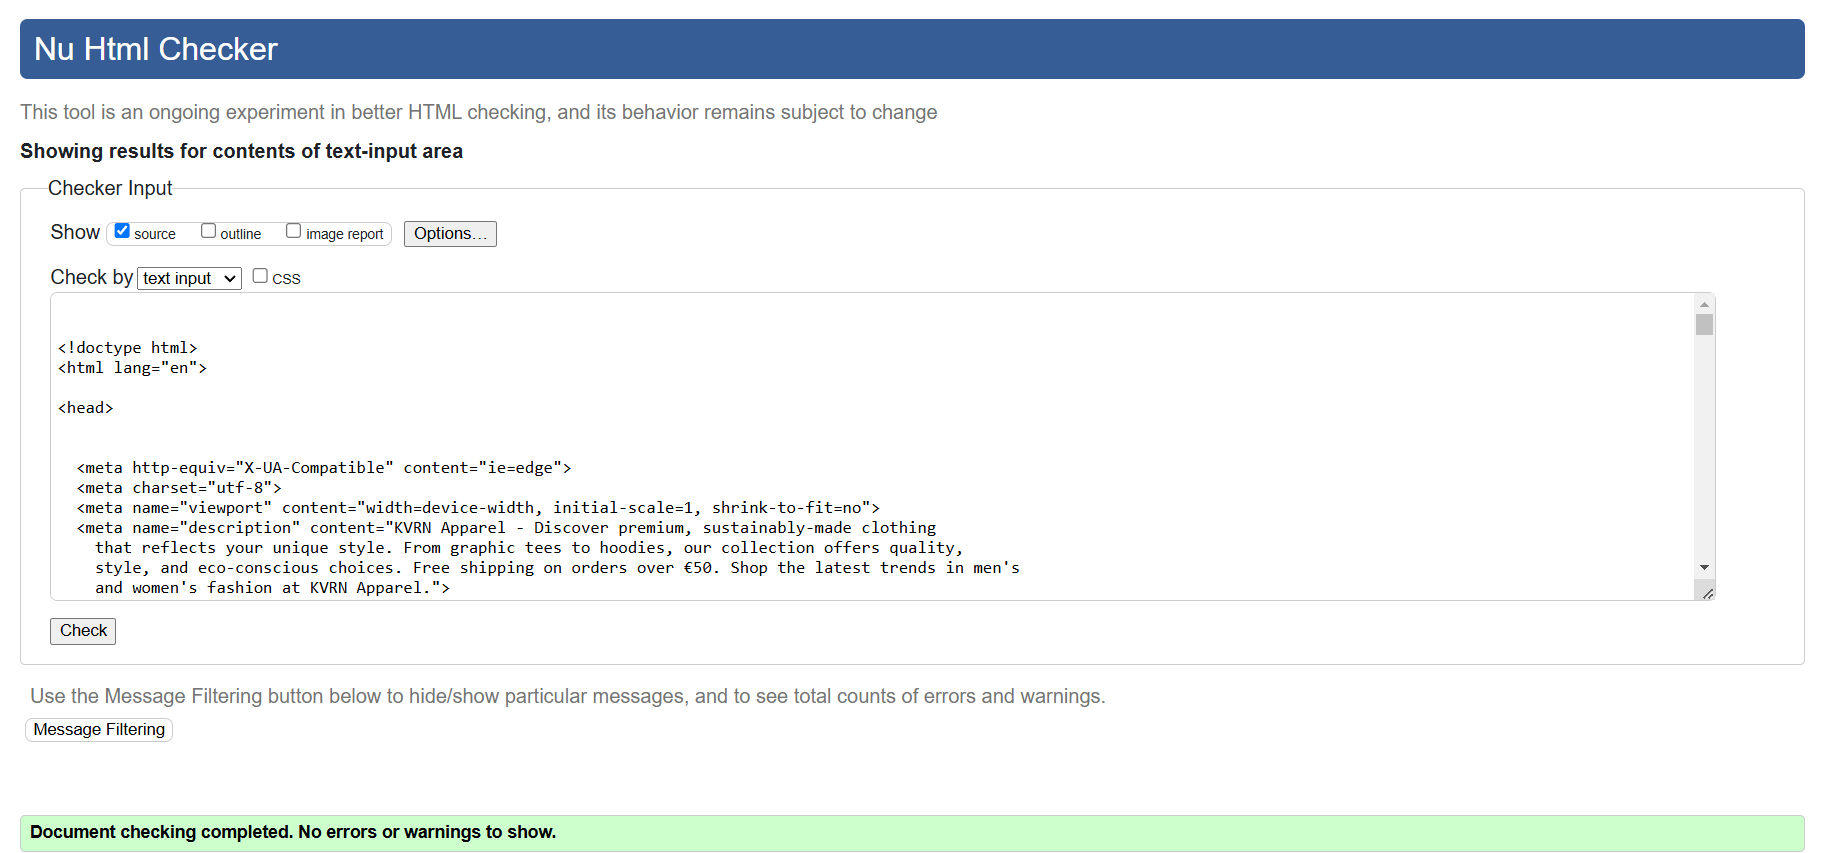 Nu Html Checker
This tool is an ongoing experiment in better HTML checking, and its behavior remains subject to change
Showing results for contents of text-input area
Checker Input
Show source outline image report Options...
Check by text input CSS
<!doctype html>
<html lang="en">
<head>
<meta http-equiv="X-UA-Compatible" content="ie=edge">
<meta charset="utf-8">
<meta name="viewport" content="width=device-width, initial-scale=1, shrink-to-fit=no">
<meta name="description" content="KVRN Apparel - Discover premium, sustainably-made clothing
that reflects your unique style. From graphic tees to hoodies, our collection offers quality,
style, and eco-conscious choices. Free shipping on orders over €50. Shop the latest trends in men's
and women's fashion at KVRN Apparel.">
Check
Use the Message Filtering button below to hide/show particular messages, and to see total counts of errors and warnings.
Message Filtering
Document checking completed. No errors or warnings to show.